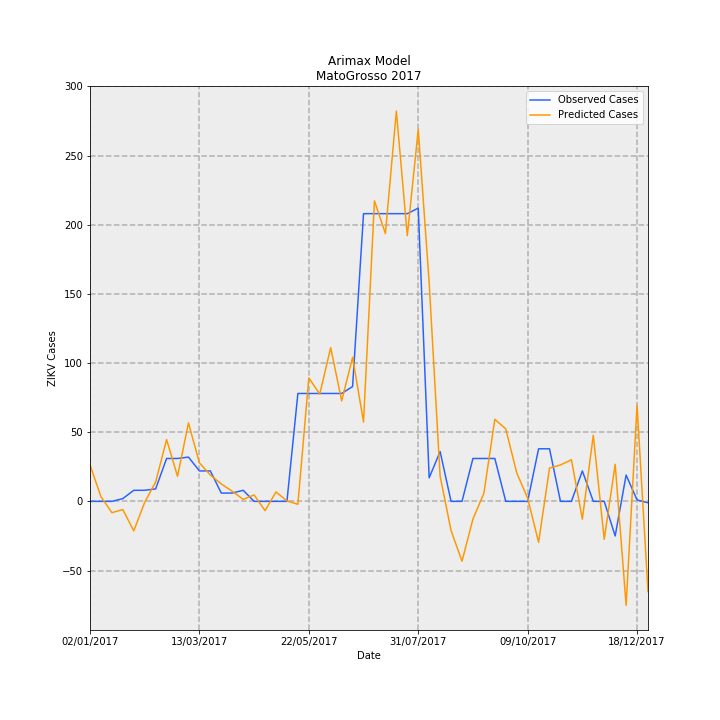 Arimax Model
MatoGrosso 2017
Observed Cases
Predicted Cases
300
250
200
150
100
50
0
−50
ZIKV Cases
02/01/2017 13/03/2017 22/05/2017 31/07/2017 09/10/2017 18/12/2017
Date